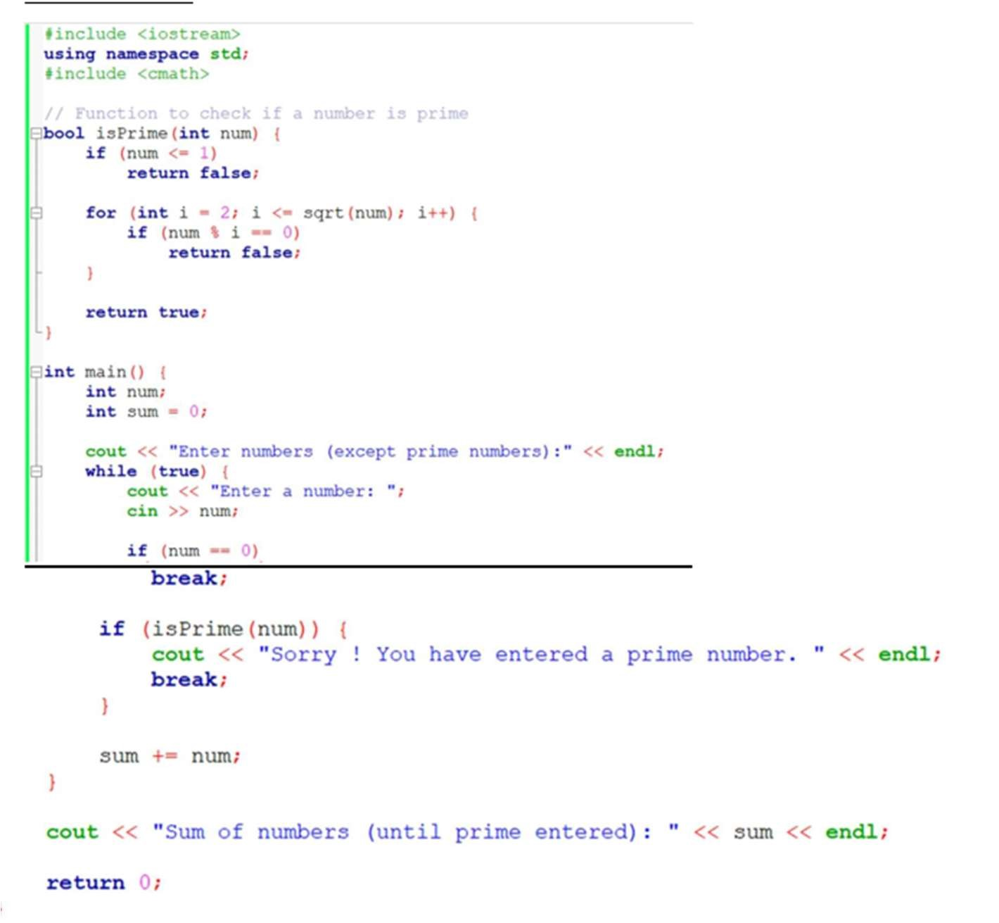 #include <iostream>
using namespace std;
#include <cmath>
// Function to check if a number is prime
bool isPrime(int num) {
if (num <= 1)
return false;
for (int i = 2; i <= sqrt(num); i++) {
if (num % i == 0)
return false;
}
return true;
}
int main() {
int num;
int sum = 0;
cout << "Enter numbers (except prime numbers):" << endl;
while (true) {
cout << "Enter a number: ";
cin >> num;
if (num == 0)
break;
if (isPrime(num)) {
cout << "Sorry ! You have entered a prime number. " << endl;
break;
}
sum += num;
}
cout << "Sum of numbers (until prime entered): " << sum << endl;
return 0;